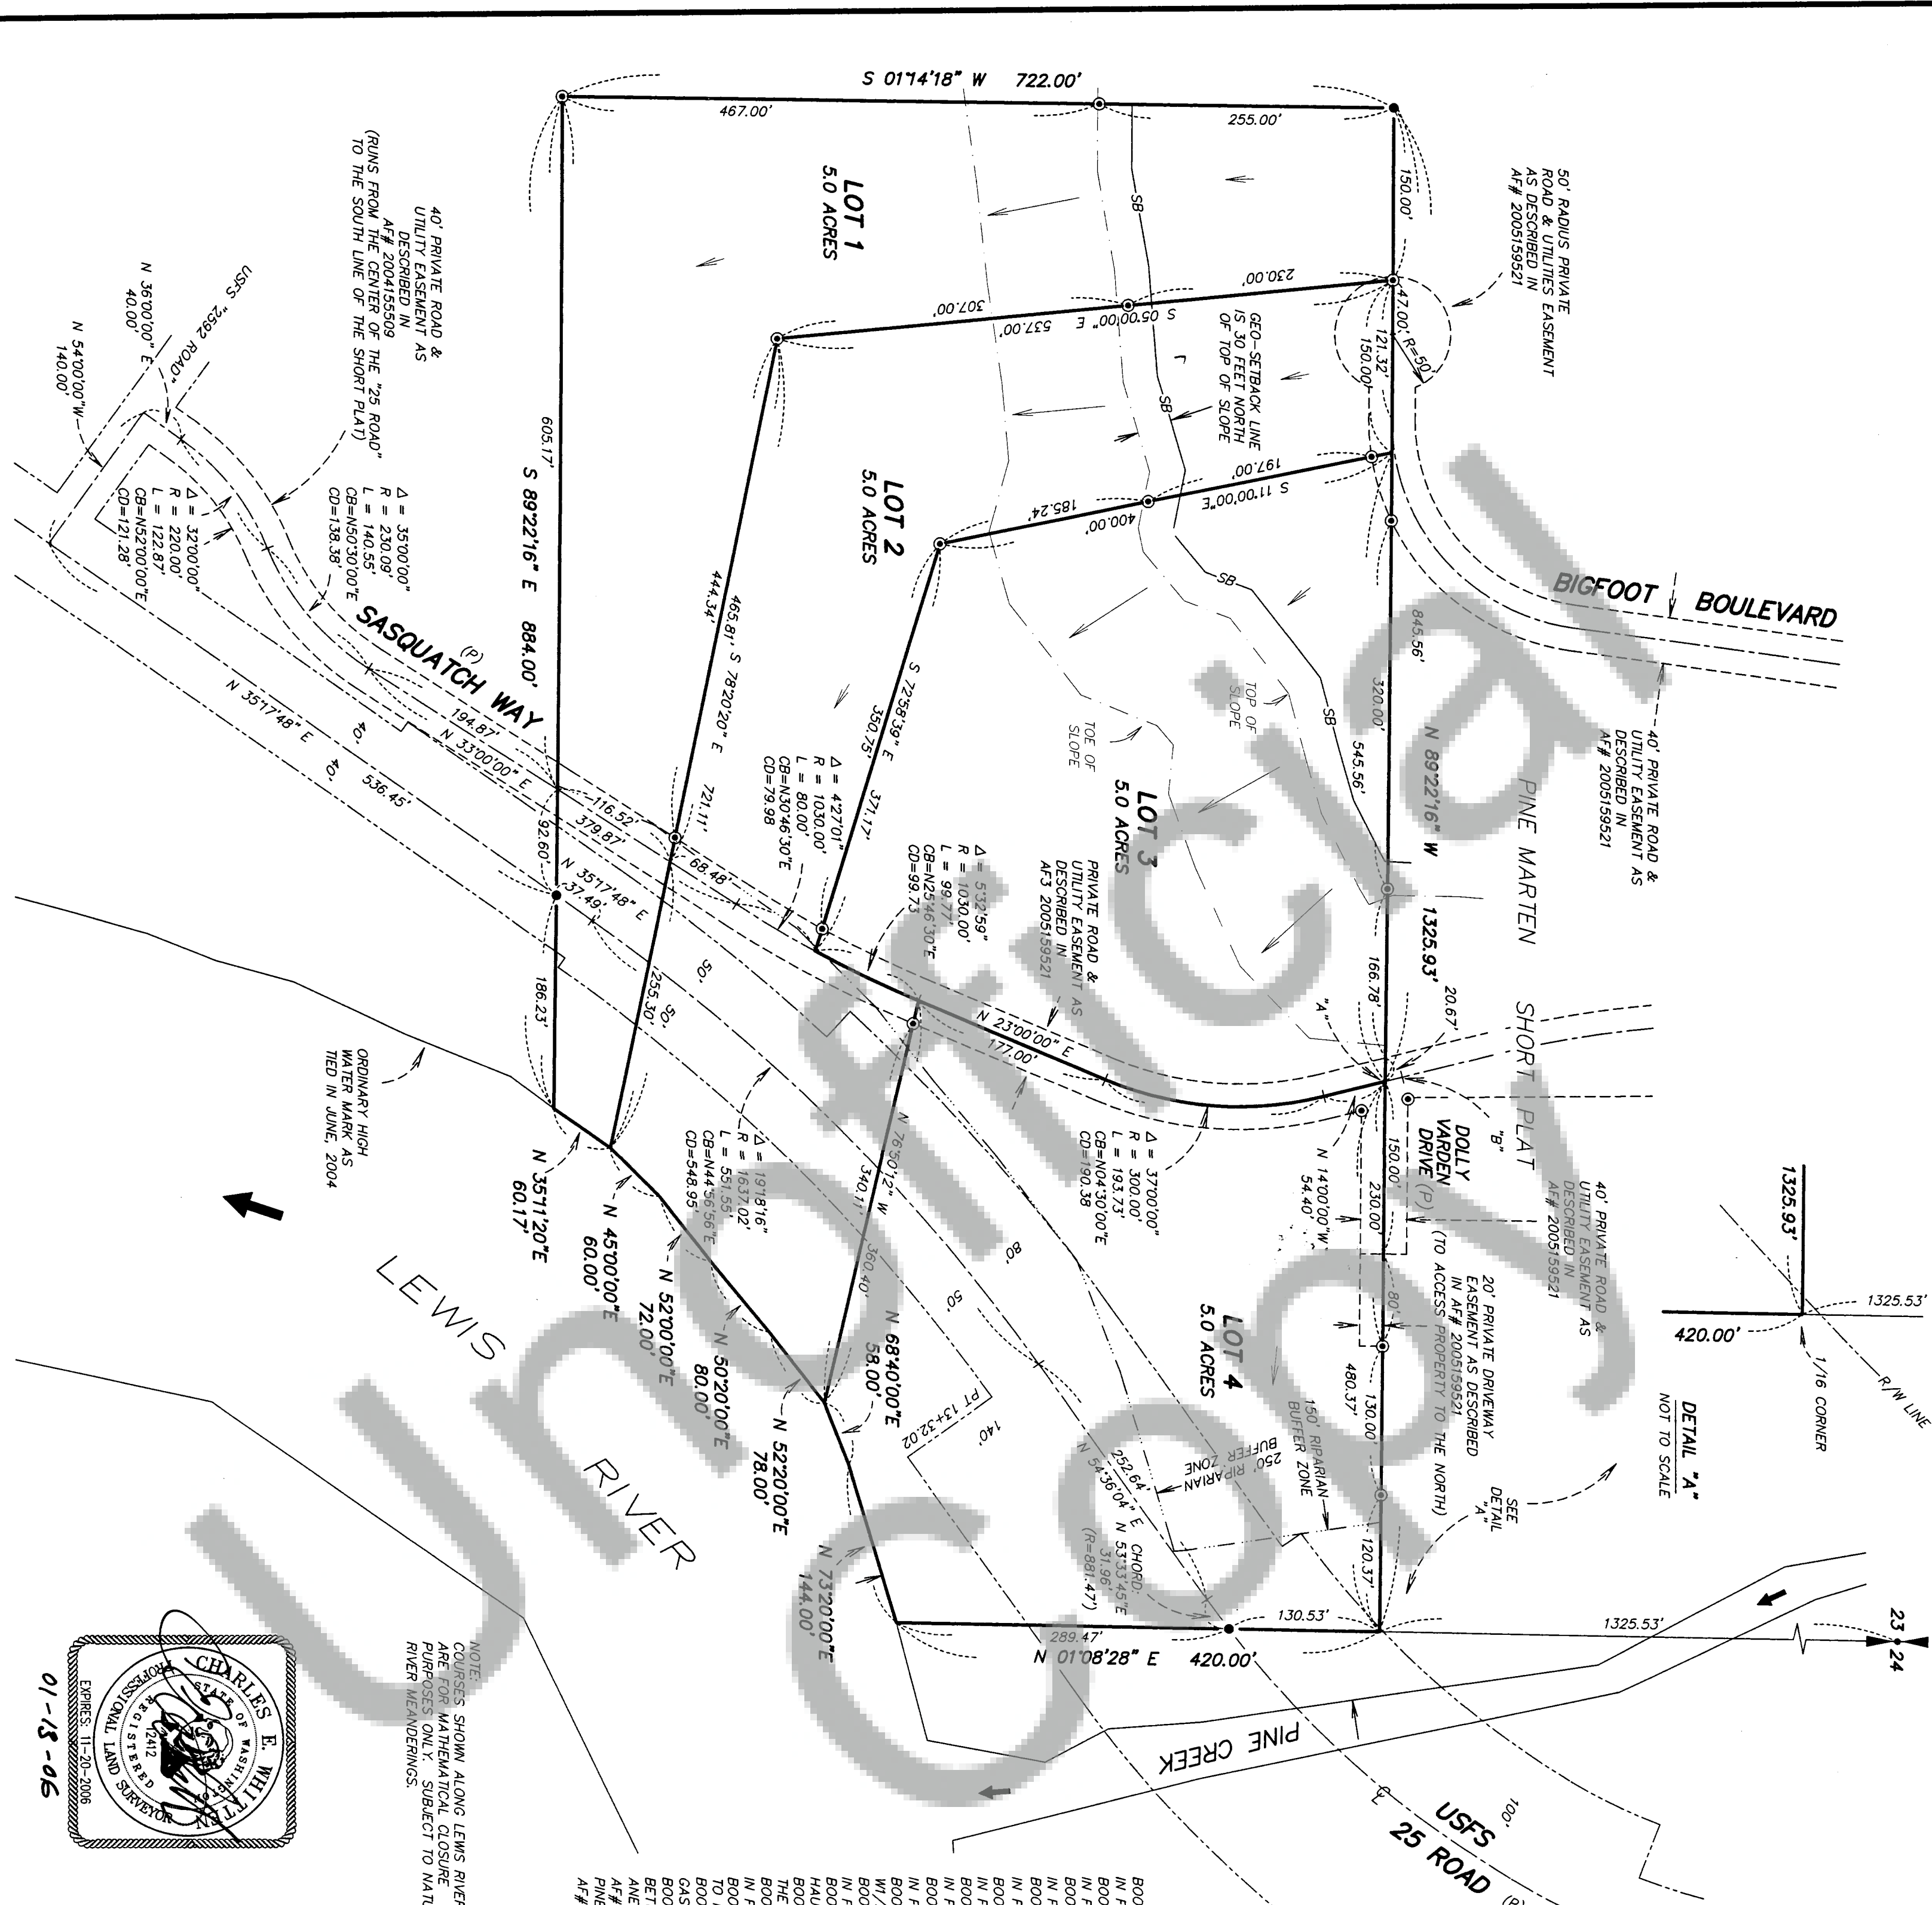 S 01°14'18" W 722.00'
467.00'
255.00'
LOT 1
5.0 ACRES
150.00'
50' RADIUS PRIVATE
ROAD & UTILITIES EASEMENT
AS DESCRIBED IN
AF# 2005159521
40' PRIVATE ROAD &
UTILITY EASEMENT AS
DESCRIBED IN
AF# 2004155509
(RUNS FROM THE CENTER OF THE "25 ROAD"
TO THE SOUTH LINE OF THE SHORT PLAT)
USFS "2592 ROAD"
N 36°00'00" E
40.00'
N 54°00'00"W
140.00'
Δ = 35°00'00"
R = 230.09'
L = 140.55'
CB=N50°30'00"E
CD=138.38'
Δ = 32°00'00"
R = 220.00'
L = 122.87'
CB=N52°00'00"E
CD=121.28'
605.17'
S 89°22'16" E 884.00'
SASQUATCH WAY
(P)
230.00'
307.00'
537.00'
S 05°00'00" E
GEO-SETBACK LINE
IS 30 FEET NORTH
OF TOP OF SLOPE
SB
SB
SB
SB
47.00'
R=50'
121.32'
150.00'
197.00'
S 11°00'00"E
185.24'
400.00'
LOT 2
5.0 ACRES
444.34'
465.81' S 78°20'20" E 721.11'
S 72°58'39" E
350.75'
371.17'
BIGFOOT BOULEVARD
845.56'
320.00'
545.56'
N 89°22'16" W 1325.93'
40' PRIVATE ROAD &
UTILITY EASEMENT AS
DESCRIBED IN
AF# 2005159521
PINE MARTEN SHORT PLAT
TOP OF
SLOPE
TOE OF
SLOPE
LOT 3
5.0 ACRES
Δ = 4°27'01"
R = 1030.00'
L = 80.00'
CB=N30°46'30"E
CD=79.98
Δ = 5°32'59"
R = 1030.00'
L = 99.77'
CB=N25°46'30"E
CD=99.73
PRIVATE ROAD &
UTILITY EASEMENT AS
DESCRIBED IN
AF3 2005159521
194.87'
N 33°00'00" E
N 35°17'48" E
40'
40'
536.45'
116.52'
379.87'
92.60'
68.48'
N 35°17'48" E
37.49'
186.23'
255.30'
50'
50'
N 23°00'00" E
177.00'
166.78'
20.67'
"A"
"B"
DOLLY
VARDEN
DRIVE (P)
150.00'
230.00'
N 14°00'00"W
54.40'
Δ = 37°00'00"
R = 300.00'
L = 193.73'
CB=N04°30'00"E
CD=190.38
Δ = 19°18'16"
R = 1637.02'
L = 551.55'
CB=N44°56'56"E
CD=548.95'
N 76°50'12" W
340.11'
360.40'
ORDINARY HIGH
WATER MARK AS
TIED IN JUNE, 2004
N 35°11'20"E
60.17'
N 45°00'00"E
60.00'
N 52°00'00"E
72.00'
N 50°20'00"E
80.00'
N 52°20'00"E
78.00'
N 68°40'00"E
58.00'
N 73°20'00"E
144.00'
LEWIS RIVER
LOT 4
5.0 ACRES
80'
50'
140'
PT 13+32.02
40' PRIVATE ROAD &
UTILITY EASEMENT AS
DESCRIBED IN
AF# 2005159521
20' PRIVATE DRIVEWAY
EASEMENT AS DESCRIBED
IN AF# 2005159521
(TO ACCESS PROPERTY TO THE NORTH)
80'
480.37'
130.00'
120.37'
150' RIPARIAN
BUFFER ZONE
250' RIPARIAN
BUFFER ZONE
252.64'
N 54°36'04" E
CHORD:
N 53°33'45"E
31.96'
(R=881.47')
SEE
DETAIL
"A"
1325.93'
1325.53'
420.00'
1/16 CORNER
R/W LINE
DETAIL "A"
NOT TO SCALE
289.47'
130.53'
N 01°08'28" E 420.00'
1325.53'
23
24
PINE CREEK
USFS
25 ROAD
100'
NOTE:
COURSES SHOWN ALONG LEWIS RIVER
ARE FOR MATHEMATICAL CLOSURE
PURPOSES ONLY. SUBJECT TO NATU
RIVER MEANDERINGS.
CHARLES E. WHITTEN
STATE OF WASHINGTON
12412
REGISTERED
PROFESSIONAL LAND SURVEYOR
EXPIRES: 11-20-2006
01-18-06
Unofficial
Copy